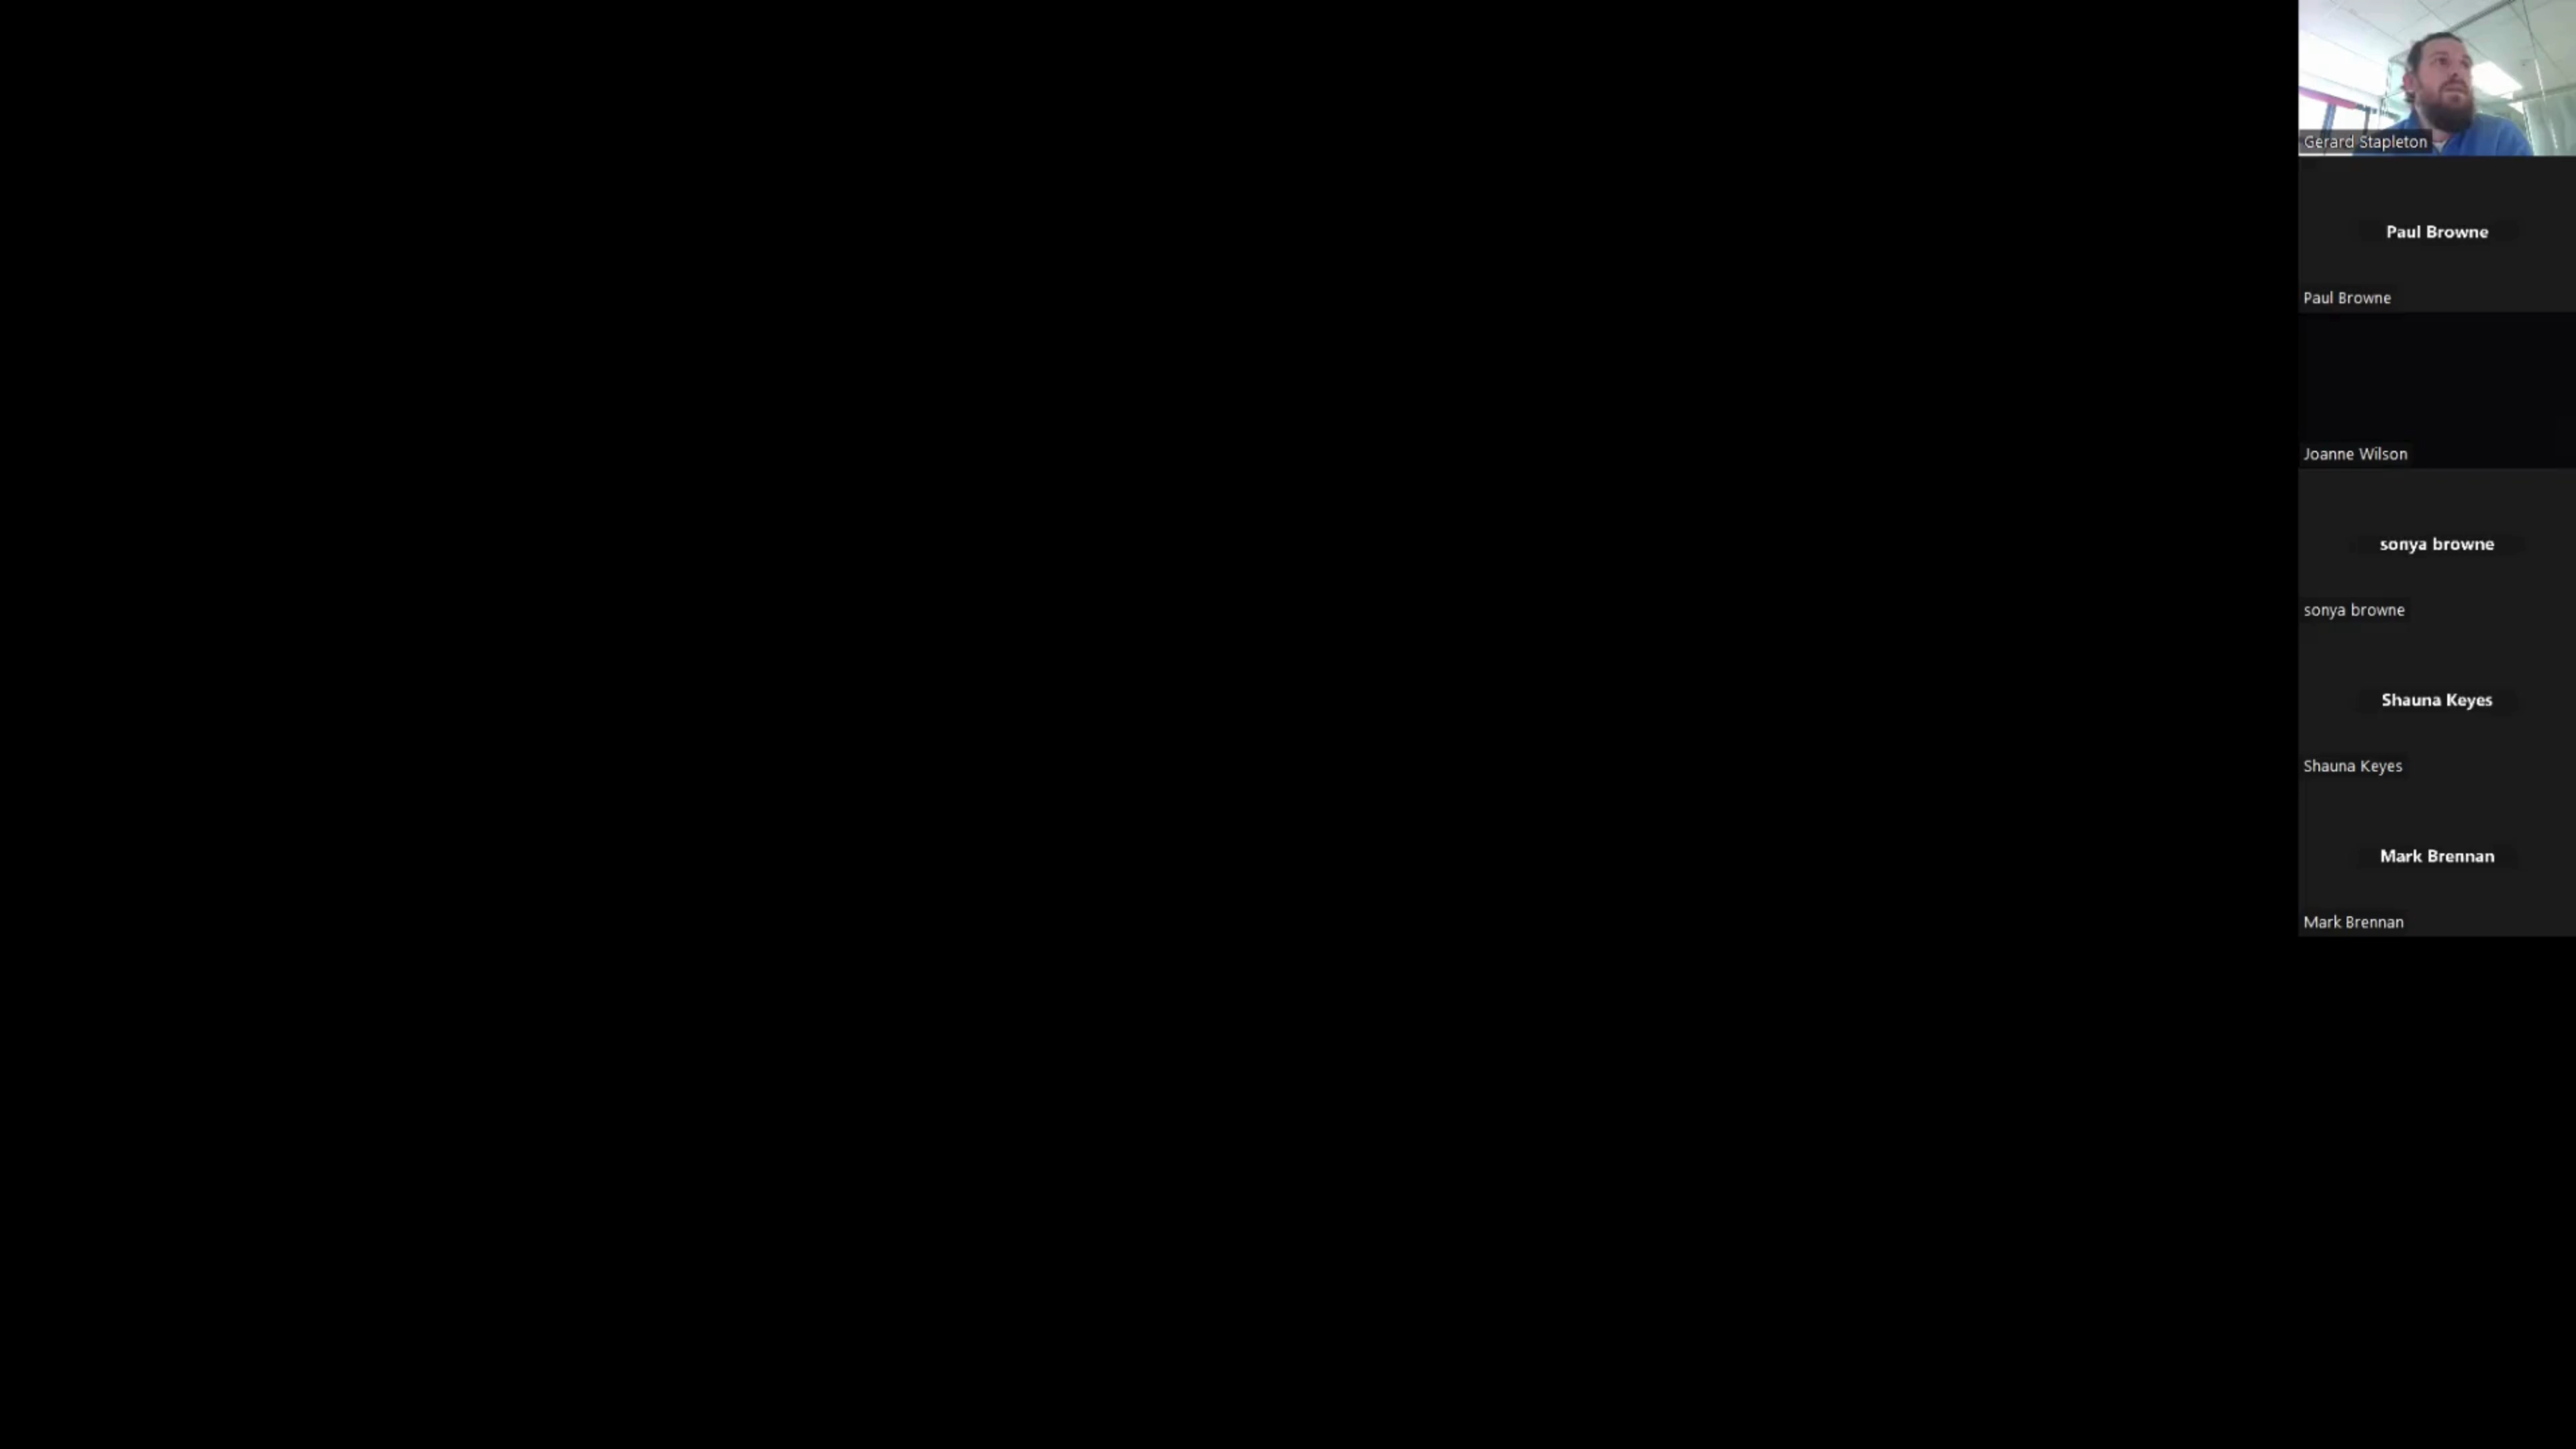 Gerard Stapleton
Paul Browne
Paul Browne
Joanne Wilson
sonya browne
sonya browne
Shauna Keyes
Shauna Keyes
Mark Brennan
Mark Brennan